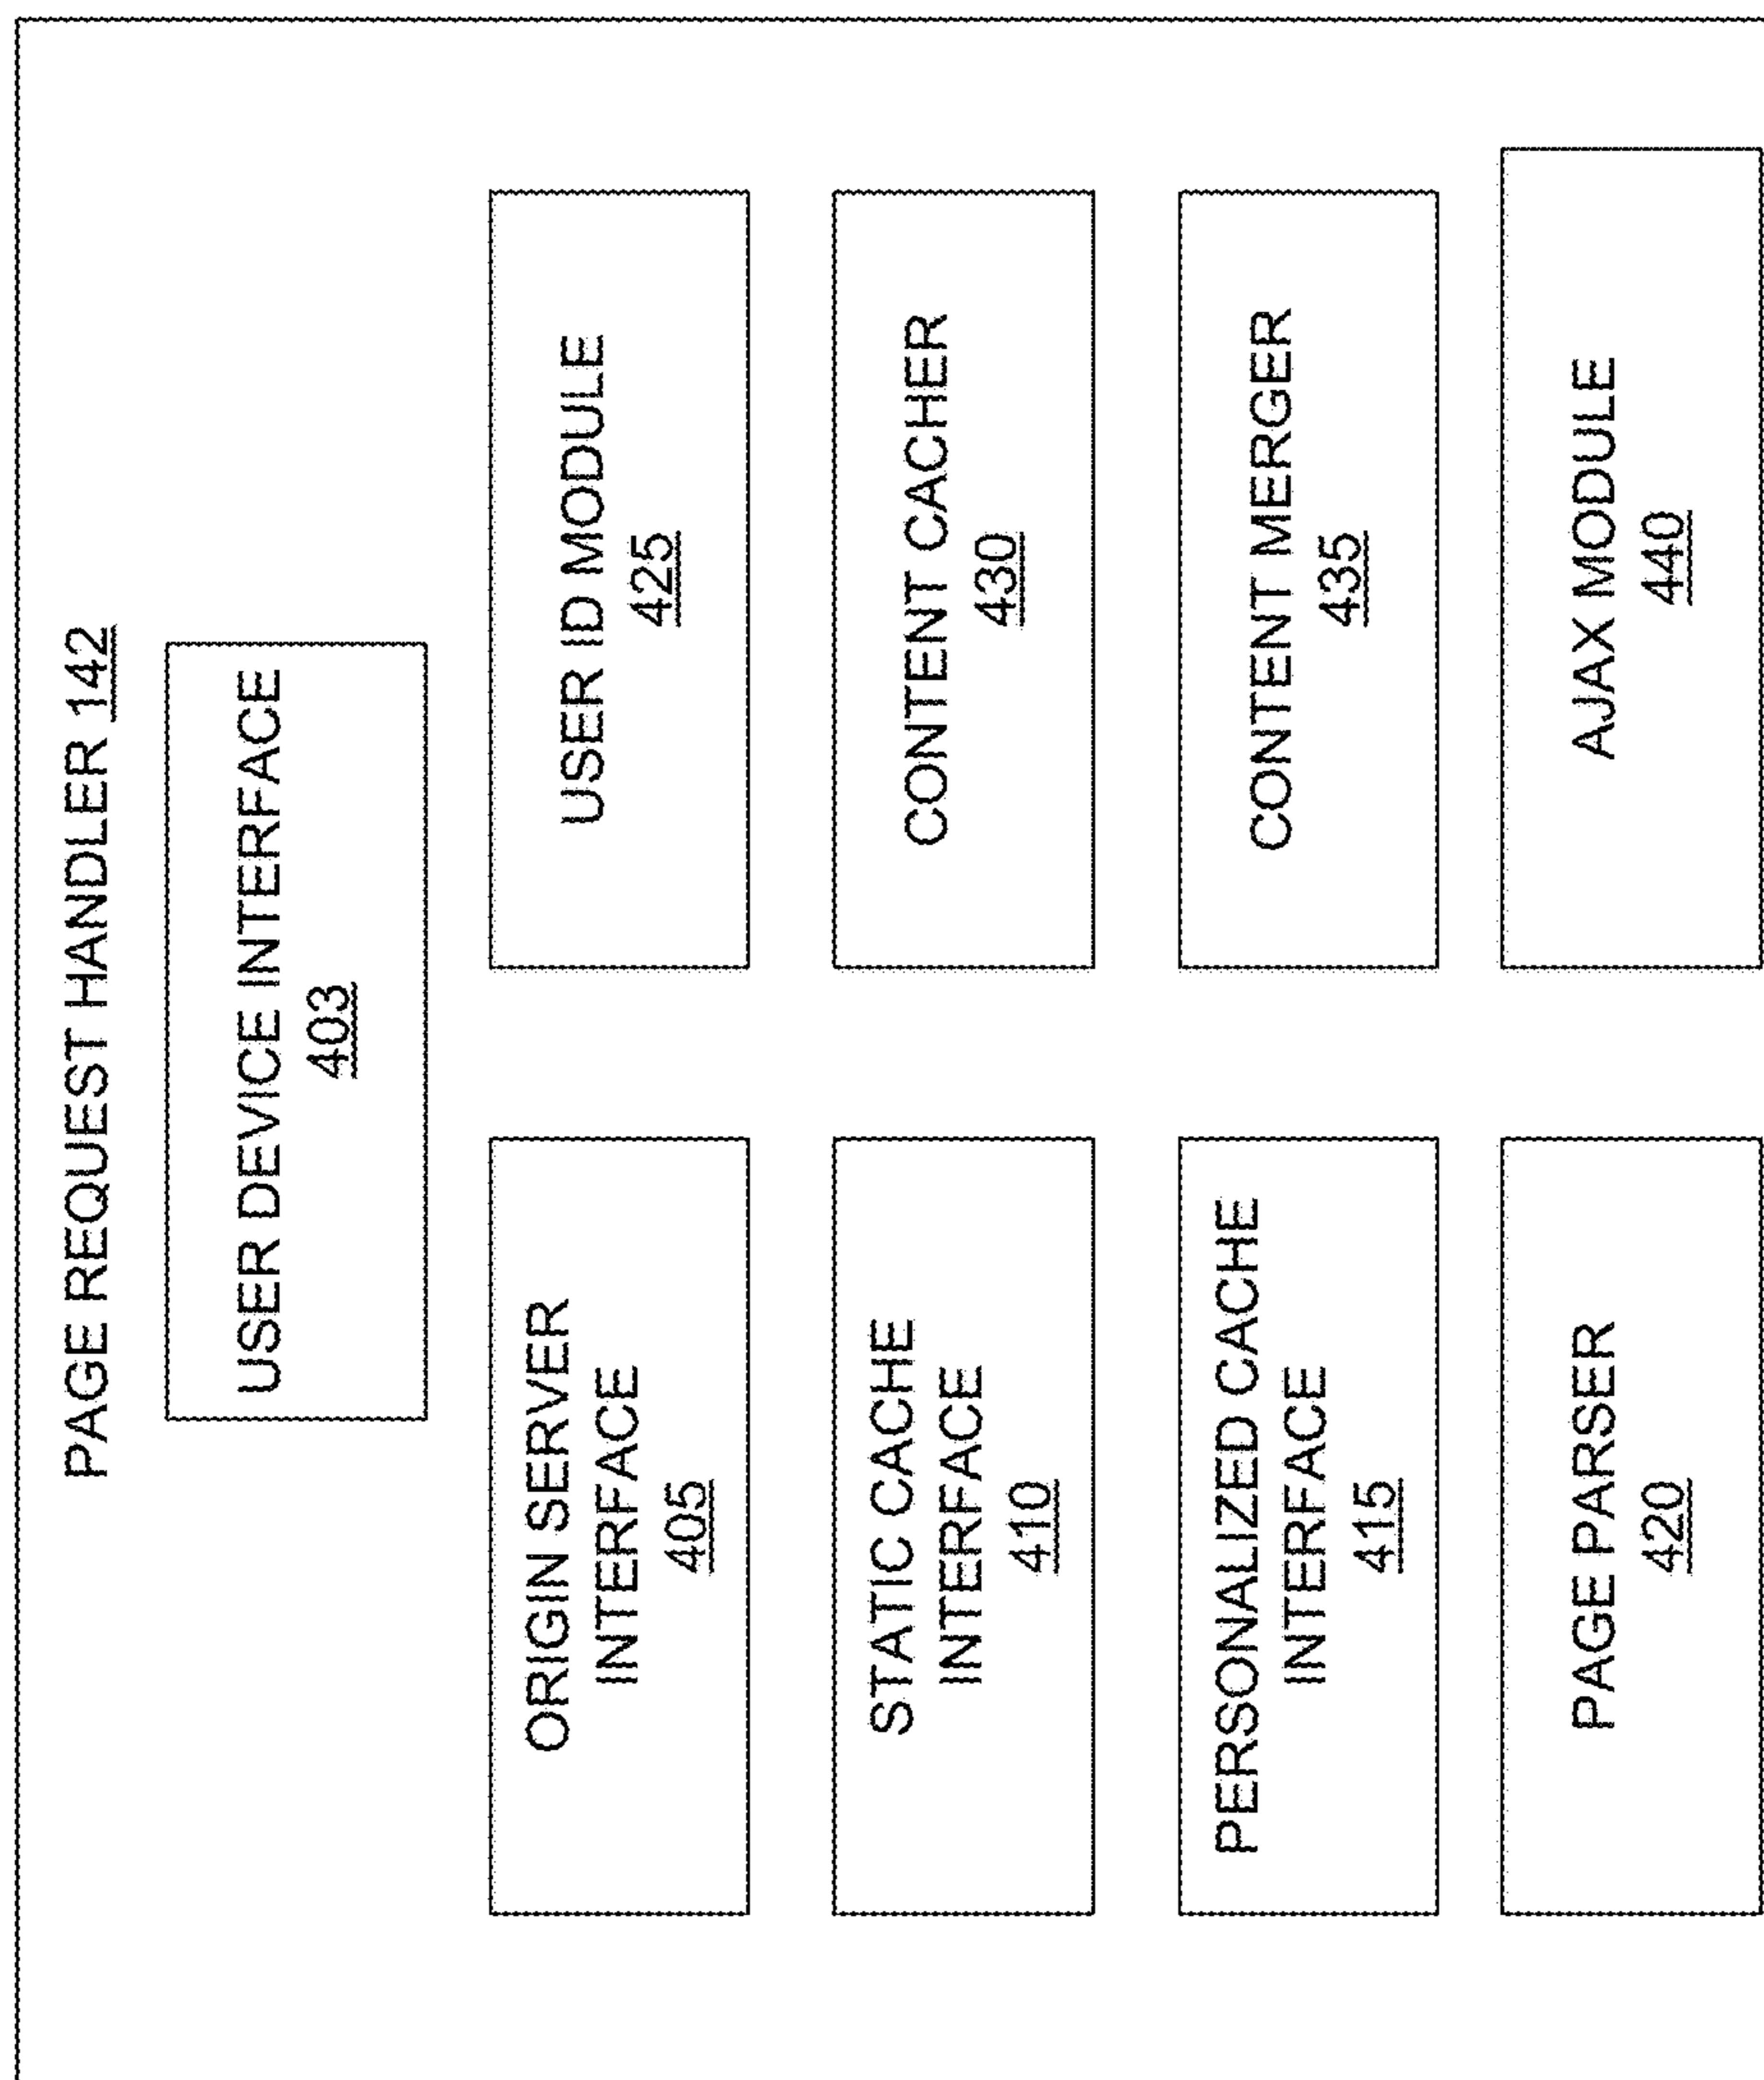 PAGE REQUEST HANDLER 142
USER DEVICE INTERFACE
403
ORIGIN SERVER
INTERFACE
405
USER ID MODULE
425
STATIC CACHE
INTERFACE
410
CONTENT CACHER
430
PERSONALIZED CACHE
INTERFACE
415
CONTENT MERGER
435
PAGE PARSER
420
AJAX MODULE
440